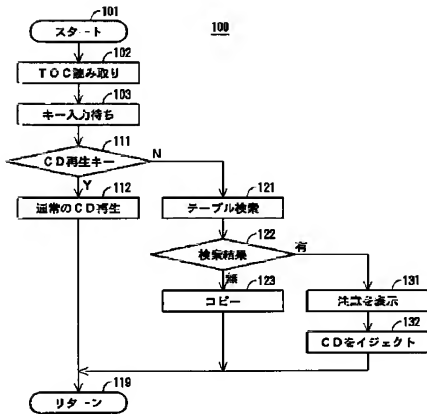 100
101
スタート
102
TOC読み取り
103
キー入力待ち
111
CD再生キー
N
Y
112
通常のCD再生
121
テーブル検索
122
検索結果
有
無
123
コピー
131
注意を表示
132
CDをイジェクト
119
リターン